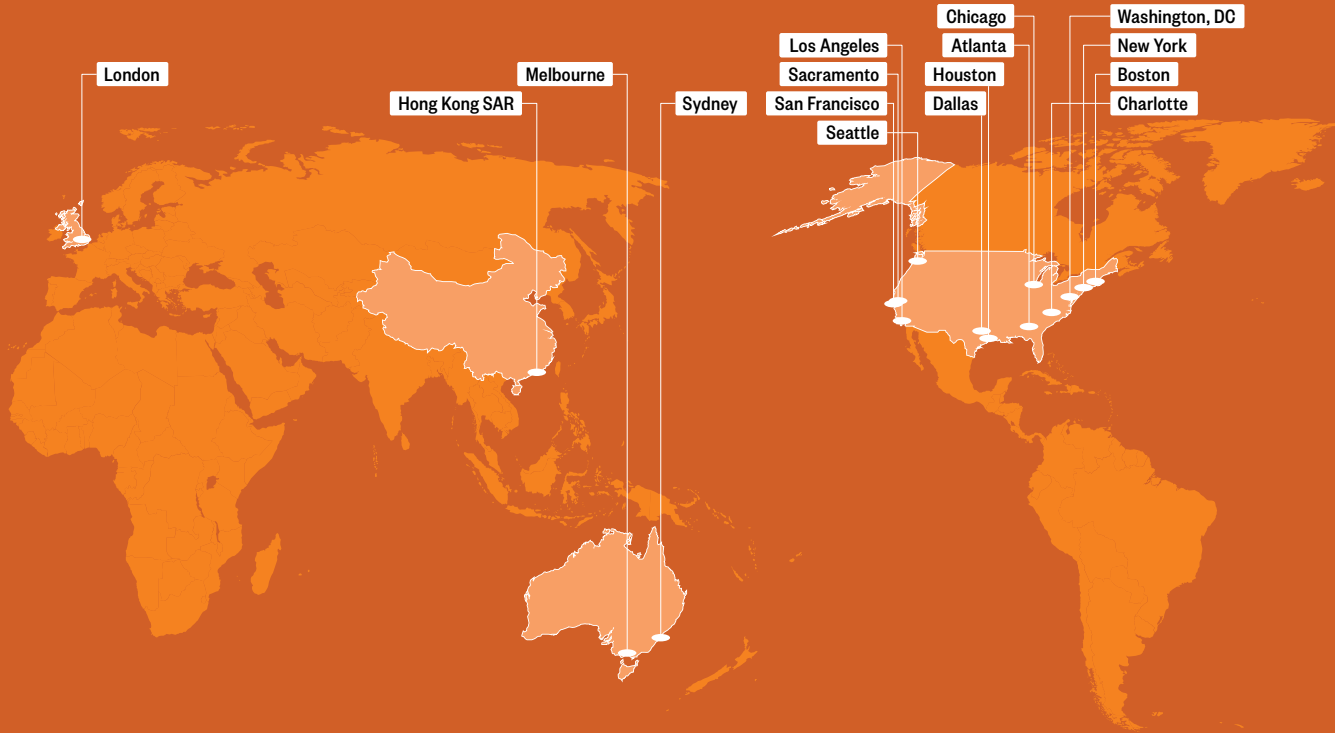 London
Melbourne
Hong Kong SAR
Sydney
Los Angeles
Sacramento
San Francisco
Seattle
Chicago
Atlanta
Houston
Dallas
Washington, DC
New York
Boston
Charlotte